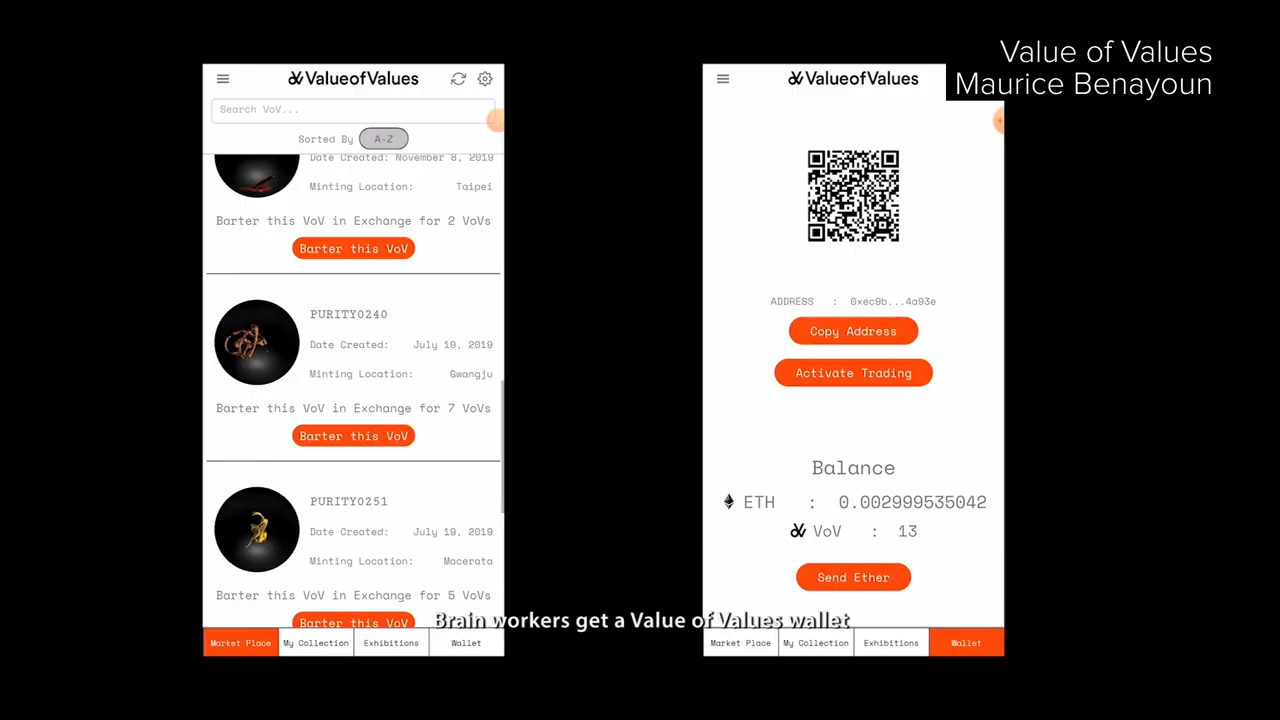 Value of Values
Maurice Benayoun
ValueofValues
Search VoV...
Sorted By A-Z
Date Created: November 8, 2019
Minting Location: Taipei
Barter this VoV in Exchange for 2 VoVs
Barter this VoV
PURITY0240
Date Created: July 19, 2019
Minting Location: Gwangju
Barter this VoV in Exchange for 7 VoVs
Barter this VoV
PURITY0251
Date Created: July 19, 2019
Minting Location: Macerata
Barter this VoV in Exchange for 5 VoVs
Barter this VoV
Market Place My Collection Exhibitions Wallet
ValueofValues
ADDRESS : 0xec9b...4a93e
Copy Address
Activate Trading
Balance
ETH : 0.002999535042
VoV : 13
Send Ether
Market Place My Collection Exhibitions Wallet
Brain workers get a Value of Values wallet